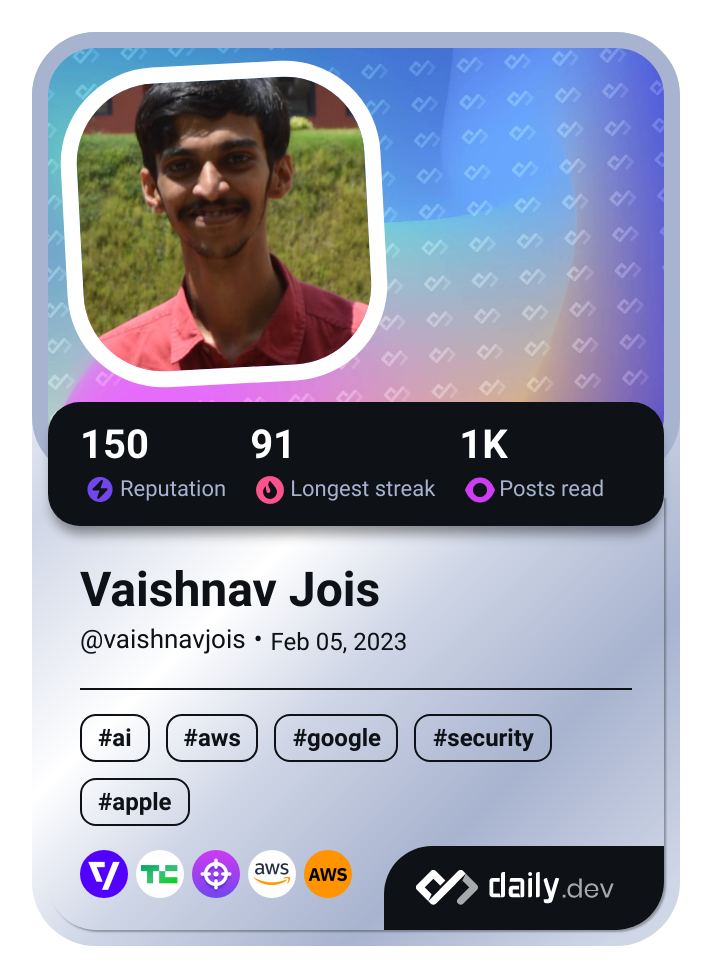 150 91 1K
Reputation Longest streak Posts read
Vaishnav Jois
@vaishnavjois • Feb 05, 2023
#ai #aws #google #security
#apple
TC aws AWS
daily.dev